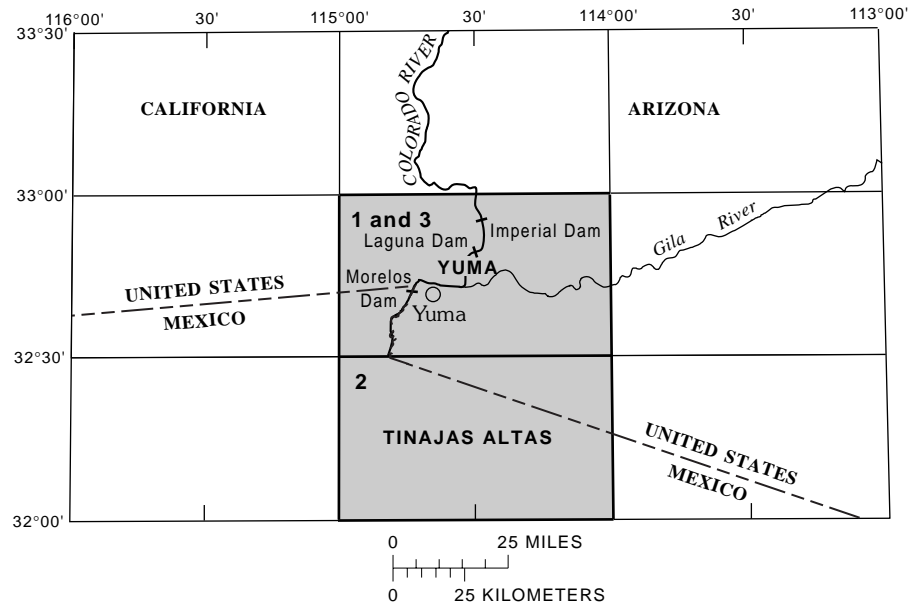 116°00' 30' 115°00' 30' 114°00' 30' 113°00'
33°30'
CALIFORNIA
COLORADO RIVER
ARIZONA
33°00'
1 and 3
Imperial Dam
Laguna Dam
Gila River
YUMA
Morelos
Dam
Yuma
UNITED STATES
MEXICO
32°30'
2
TINAJAS ALTAS
UNITED STATES
MEXICO
32°00'
0 25 MILES
0 25 KILOMETERS